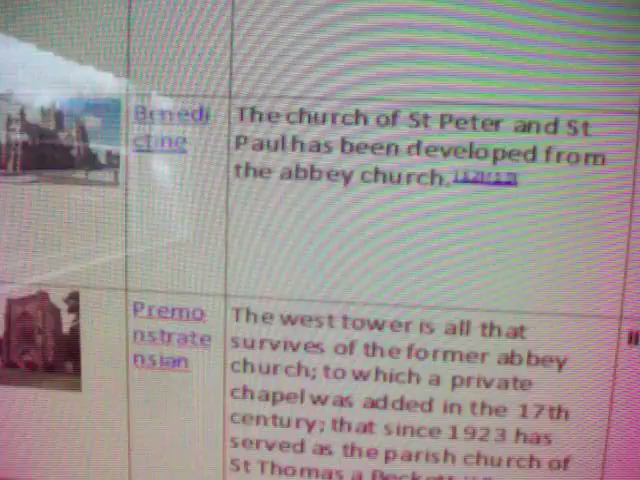 Benedi
ctine
The church of St Peter and St
Paul has been developed from
the abbey church.
Premo
nstrate
nsian
The west tower is all that
survives of the former abbey
church; to which a private
chapel was added in the 17th
century; that since 1923 has
served as the parish church of
St Thomas a Beckett